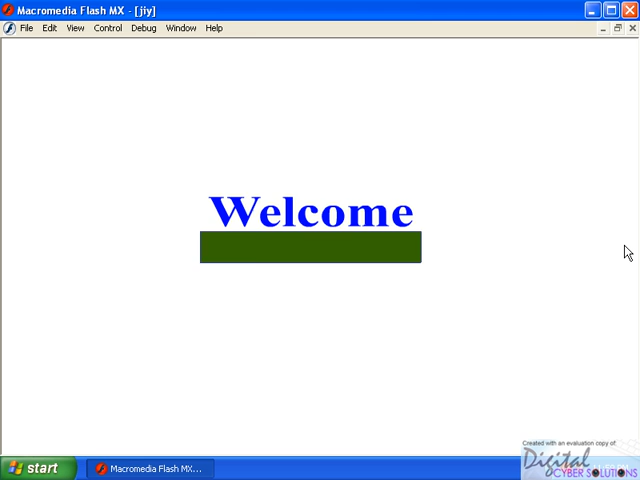 Macromedia Flash MX - [jiy]
File Edit View Control Debug Window Help
Welcome
Created with an evaluation copy of:
Digital
CYBER SOLUTIONS
start
Macromedia Flash MX...